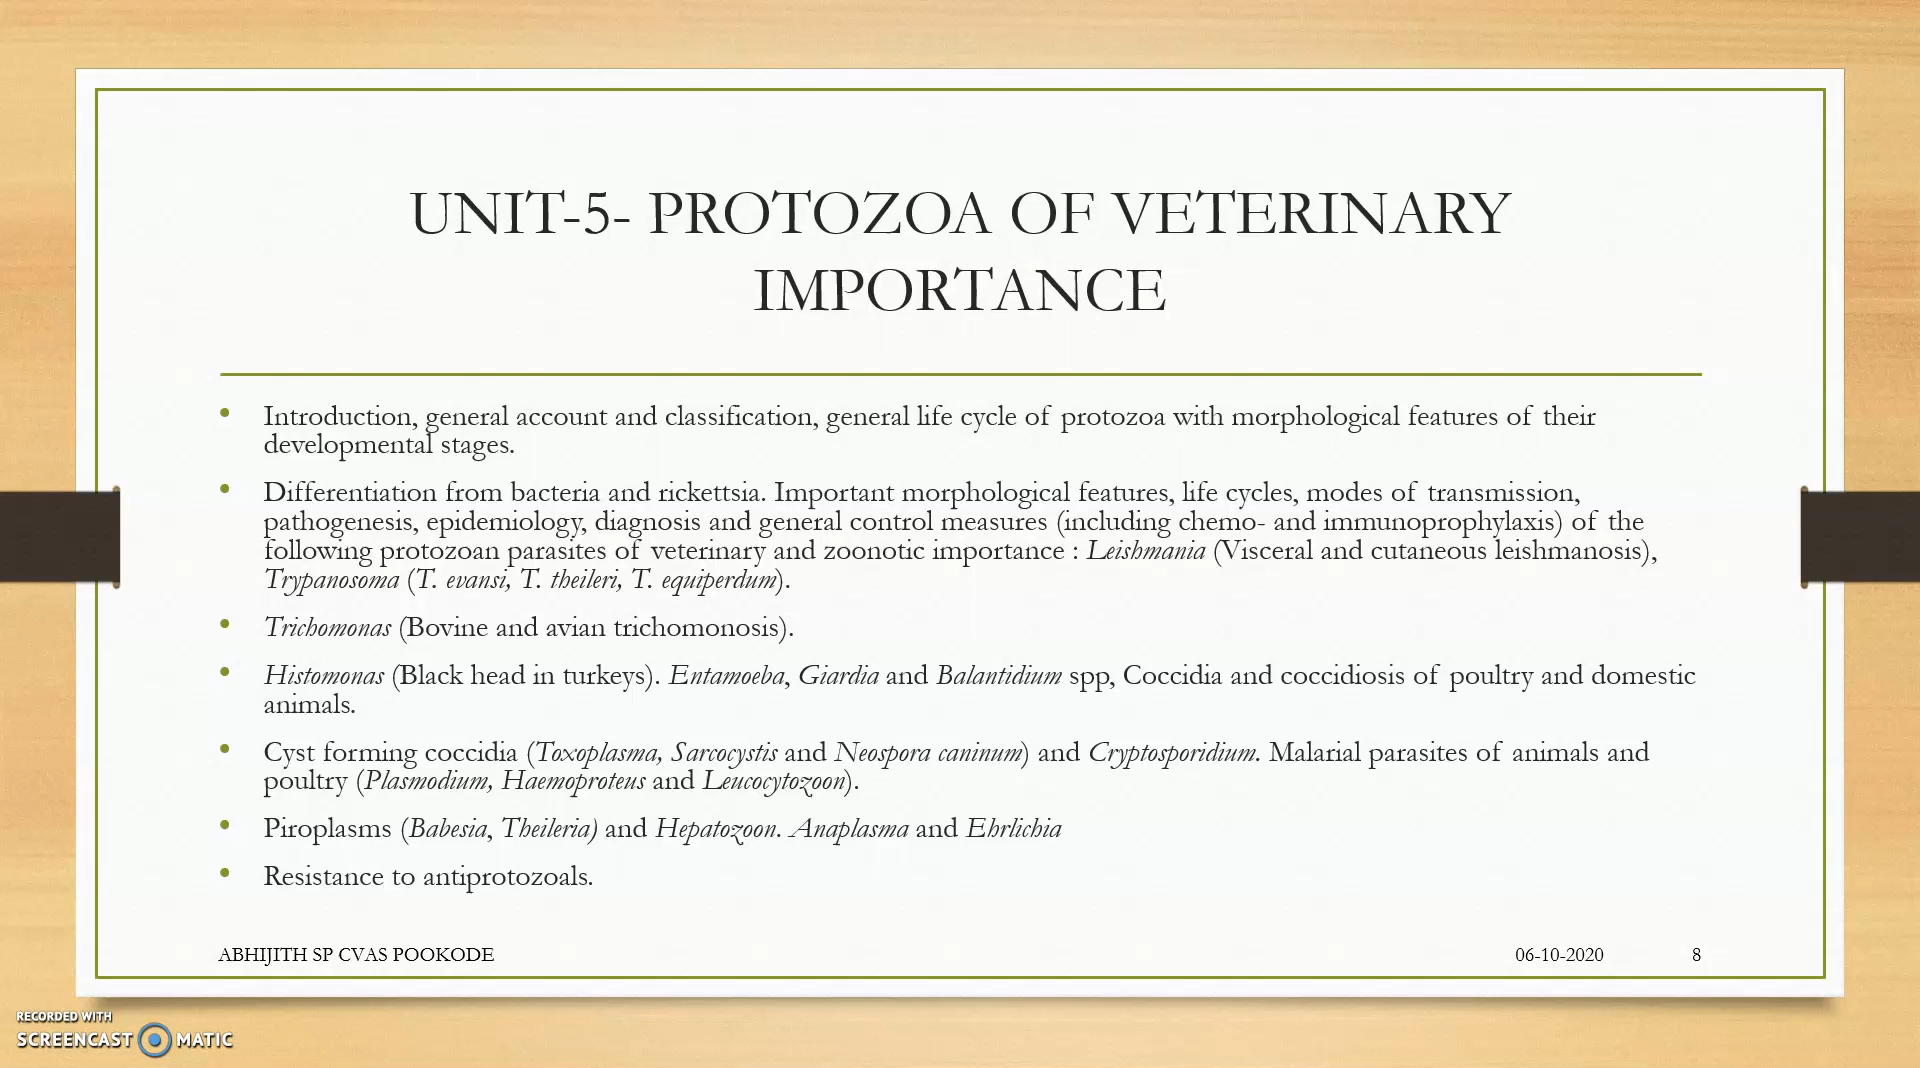 UNIT-5- PROTOZOA OF VETERINARY
IMPORTANCE
• Introduction, general account and classification, general life cycle of protozoa with morphological features of their
developmental stages.
• Differentiation from bacteria and rickettsia. Important morphological features, life cycles, modes of transmission,
pathogenesis, epidemiology, diagnosis and general control measures (including chemo- and immunoprophylaxis) of the
following protozoan parasites of veterinary and zoonotic importance : Leishmania (Visceral and cutaneous leishmanosis),
Trypanosoma (T. evansi, T. theileri, T. equiperdum).
• Trichomonas (Bovine and avian trichomonosis).
• Histomonas (Black head in turkeys). Entamoeba, Giardia and Balantidium spp, Coccidia and coccidiosis of poultry and domestic
animals.
• Cyst forming coccidia (Toxoplasma, Sarcocystis and Neospora caninum) and Cryptosporidium. Malarial parasites of animals and
poultry (Plasmodium, Haemoproteus and Leucocytozoon).
• Piroplasms (Babesia, Theileria) and Hepatozoon. Anaplasma and Ehrlichia
• Resistance to antiprotozoals.
ABHIJITH SP CVAS POOKODE 06-10-2020 8
RECORDED WITH
SCREENCAST MATIC